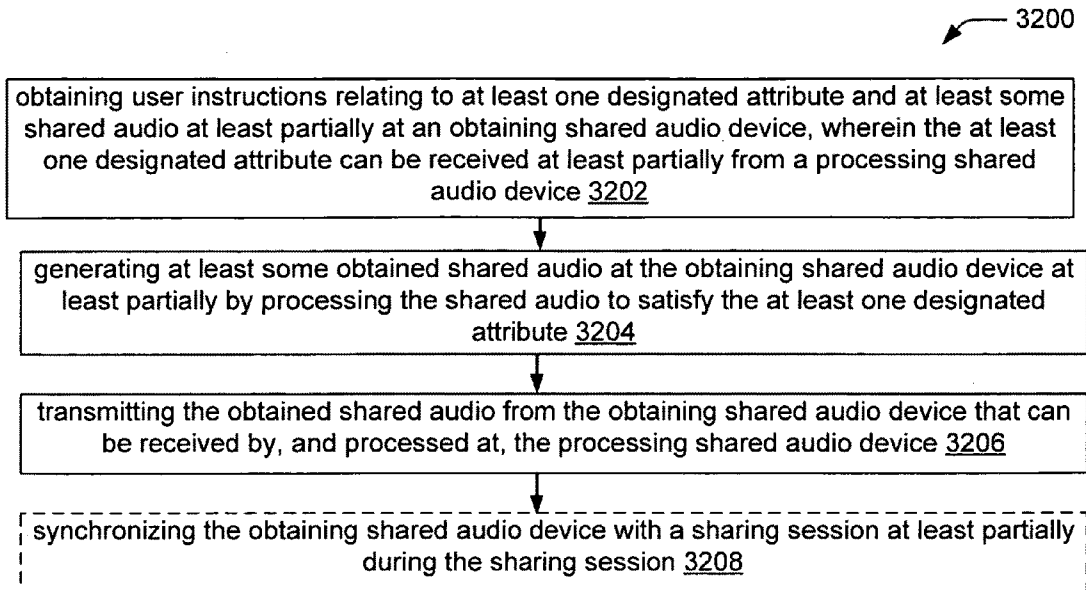 3200
obtaining user instructions relating to at least one designated attribute and at least some
shared audio at least partially at an obtaining shared audio device, wherein the at least
one designated attribute can be received at least partially from a processing shared
audio device 3202
generating at least some obtained shared audio at the obtaining shared audio device at
least partially by processing the shared audio to satisfy the at least one designated
attribute 3204
transmitting the obtained shared audio from the obtaining shared audio device that can
be received by, and processed at, the processing shared audio device 3206
synchronizing the obtaining shared audio device with a sharing session at least partially
during the sharing session 3208